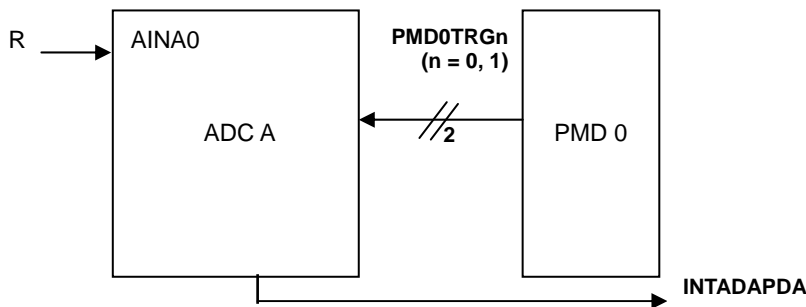 R
AINA0
PMD0TRGn
(n = 0, 1)
ADC A
2
PMD 0
INTADAPDA